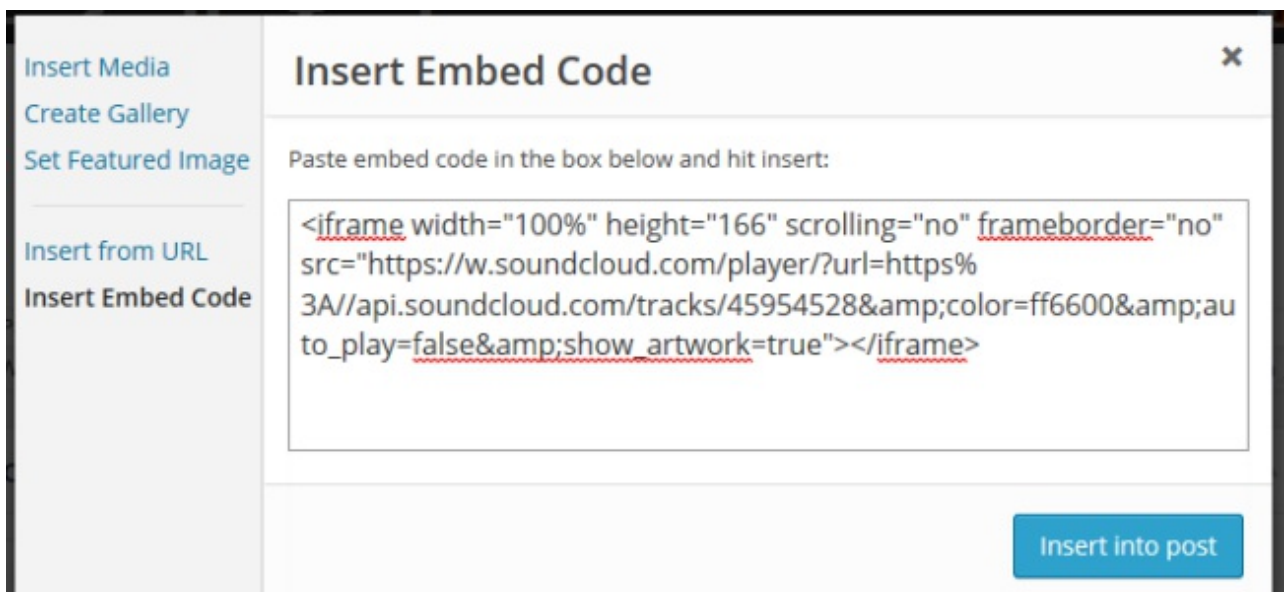 Insert Media
Create Gallery
Set Featured Image
Insert from URL
Insert Embed Code
Insert Embed Code
×
Paste embed code in the box below and hit insert:
<iframe width="100%" height="166" scrolling="no" frameborder="no"
src="https://w.soundcloud.com/player/?url=https%
3A//api.soundcloud.com/tracks/45954528&amp;color=ff6600&amp;au
to_play=false&amp;show_artwork=true"></iframe>
Insert into post